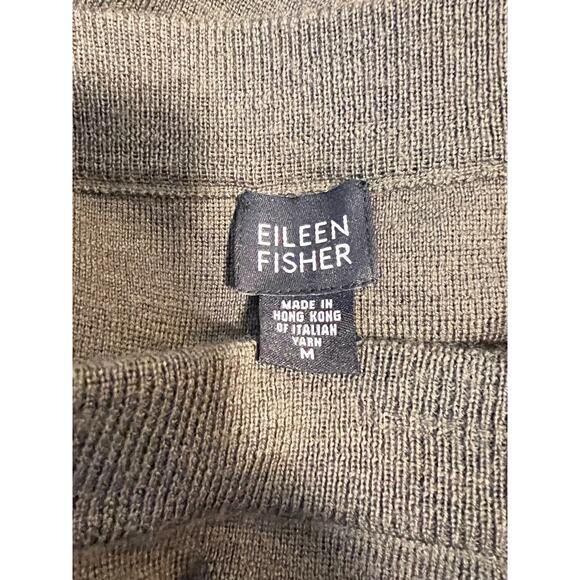 EILEEN
FISHER
MADE IN
HONG KONG
OF ITALIAN
YARN
M